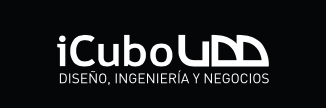 iCubo UDD
DISEÑO, INGENIERÍA Y NEGOCIOS